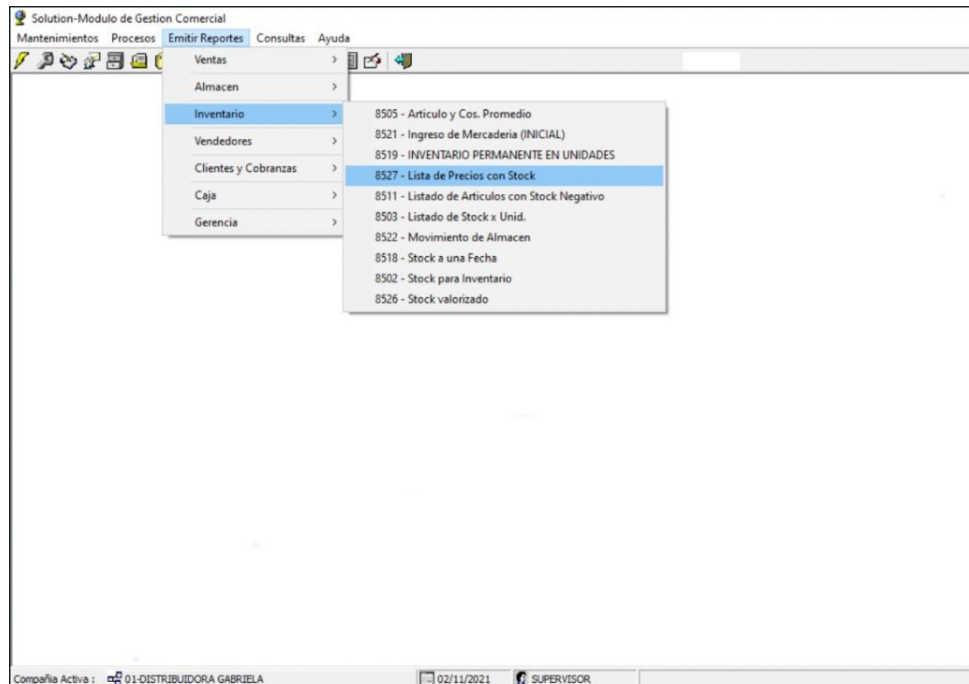 Solution-Modulo de Gestion Comercial
Mantenimientos Procesos Emitir Reportes Consultas Ayuda
Ventas
Almacen
Inventario
Vendedores
Clientes y Cobranzas
Caja
Gerencia
8505 - Articulo y Cos. Promedio
8521 - Ingreso de Mercaderia (INICIAL)
8519 - INVENTARIO PERMANENTE EN UNIDADES
8527 - Lista de Precios con Stock
8511 - Listado de Articulos con Stock Negativo
8503 - Listado de Stock x Unid.
8522 - Movimiento de Almacen
8518 - Stock a una Fecha
8502 - Stock para Inventario
8526 - Stock valorizado
Compañia Activa : 01-DISTRIBUIDORA GABRIELA 02/11/2021 SUPERVISOR